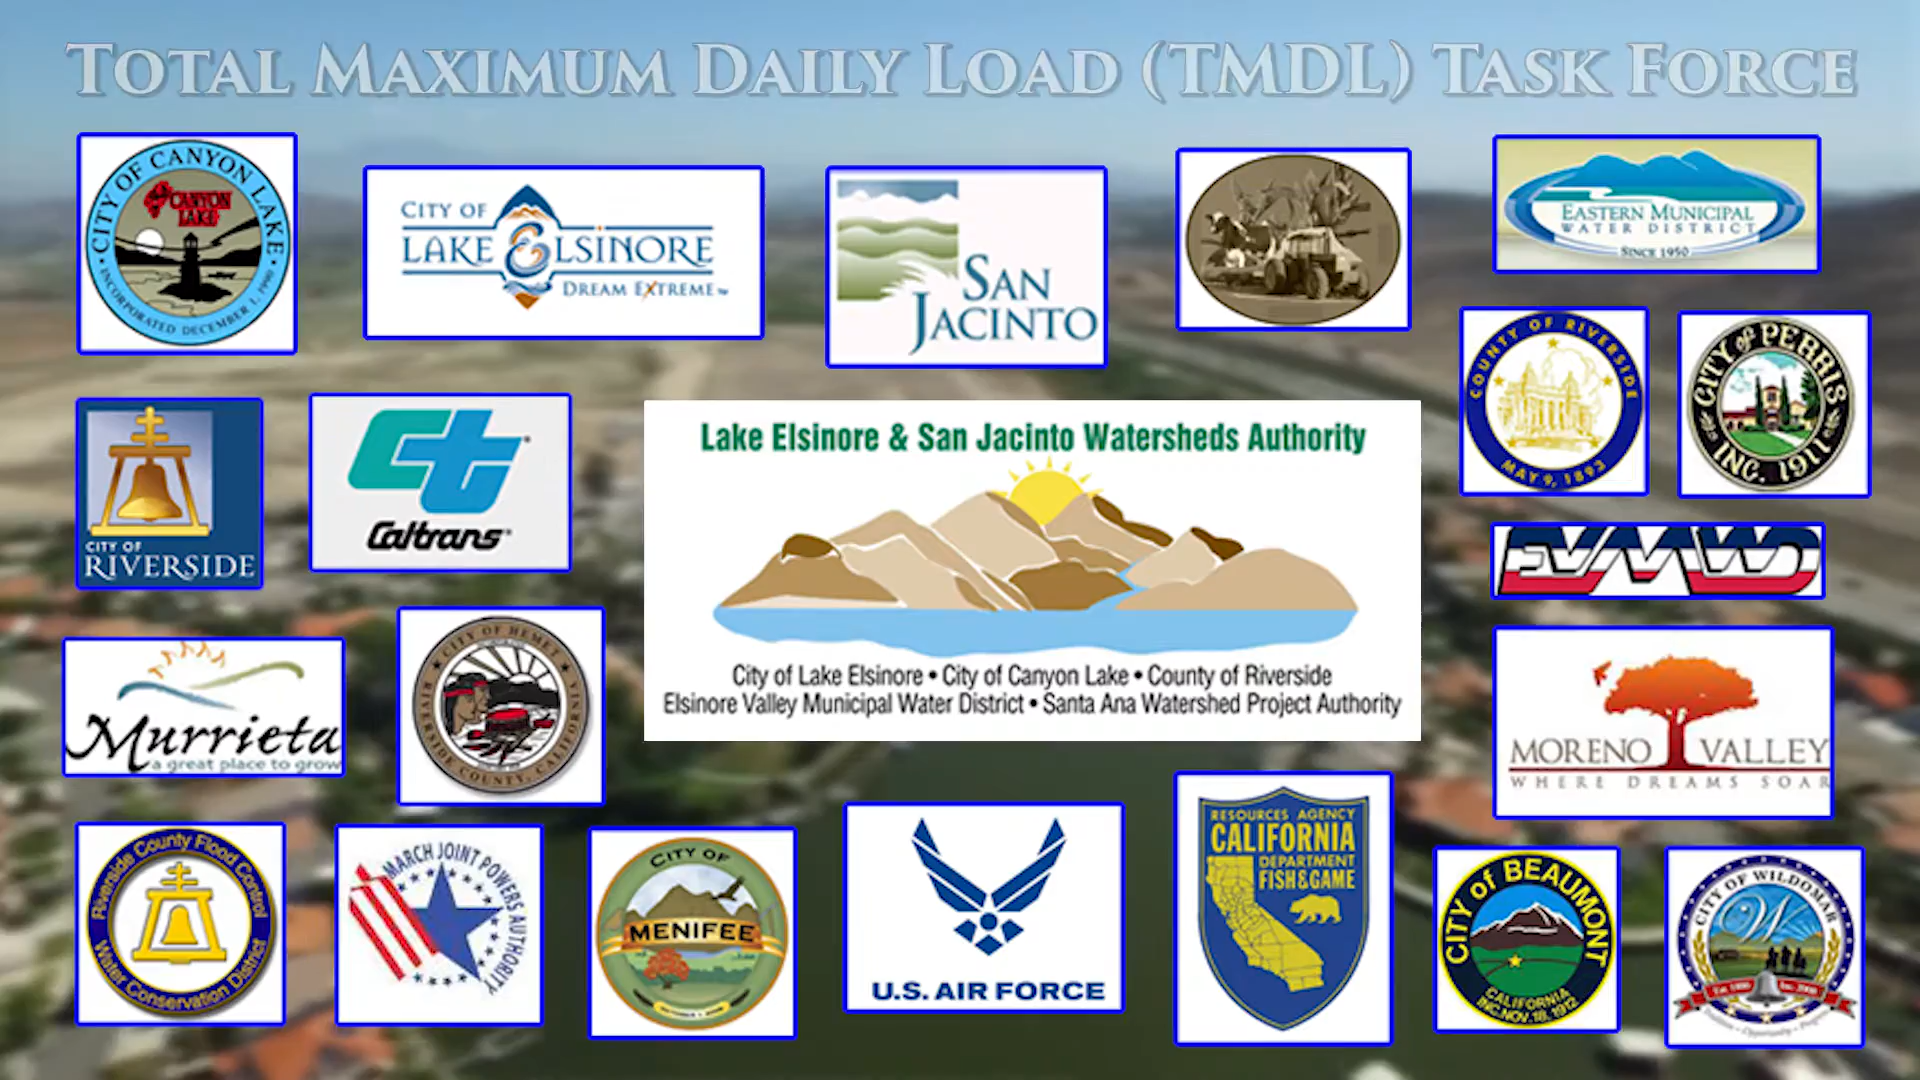 TOTAL MAXIMUM DAILY LOAD (TMDL) TASK FORCE
CITY OF CANYON LAKE
CANYON
LAKE
INCORPORATED DECEMBER 1, 1990
CITY OF
LAKE ELSINORE
DREAM EXTREME™
SAN
JACINTO
EASTERN MUNICIPAL
WATER DISTRICT
SINCE 1950
COUNTY OF RIVERSIDE
MAY 9, 1893
CITY of PERRIS
INC. 1911
CITY OF
RIVERSIDE
Caltrans
Lake Elsinore & San Jacinto Watersheds Authority
City of Lake Elsinore • City of Canyon Lake • County of Riverside
Elsinore Valley Municipal Water District • Santa Ana Watershed Project Authority
EVMWD
Murrieta
a great place to grow
CITY OF HEMET
RIVERSIDE COUNTY, CALIFORNIA
MORENO VALLEY
WHERE DREAMS SOAR
Riverside County Flood Control
Water Conservation District
MARCH JOINT POWERS AUTHORITY
CITY OF
MENIFEE
U.S. AIR FORCE
RESOURCES AGENCY
CALIFORNIA
DEPARTMENT
FISH & GAME
CITY of BEAUMONT
CALIFORNIA
INC. NOV. 18, 1912
CITY OF WILDOMAR
W